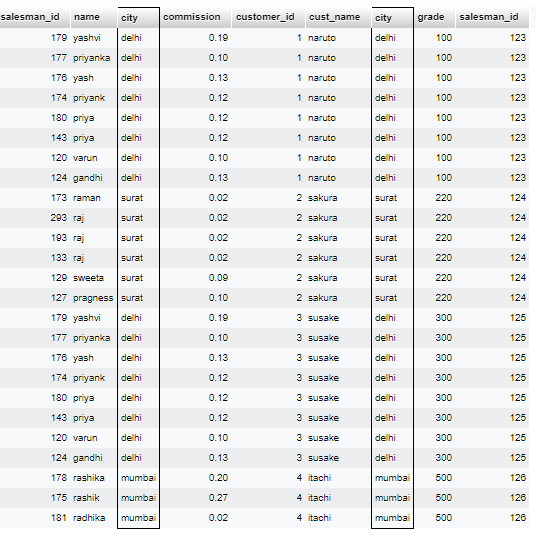 salesman_id name city commission customer_id cust_name city grade salesman_id
179 yashvi delhi 0.19 1 naruto delhi 100 123
177 priyanka delhi 0.10 1 naruto delhi 100 123
176 yash delhi 0.13 1 naruto delhi 100 123
174 priyank delhi 0.12 1 naruto delhi 100 123
180 priya delhi 0.12 1 naruto delhi 100 123
143 priya delhi 0.12 1 naruto delhi 100 123
120 varun delhi 0.10 1 naruto delhi 100 123
124 gandhi delhi 0.13 1 naruto delhi 100 123
173 raman surat 0.02 2 sakura surat 220 124
293 raj surat 0.02 2 sakura surat 220 124
193 raj surat 0.02 2 sakura surat 220 124
133 raj surat 0.02 2 sakura surat 220 124
129 sweeta surat 0.09 2 sakura surat 220 124
127 pragness surat 0.10 2 sakura surat 220 124
179 yashvi delhi 0.19 3 susake delhi 300 125
177 priyanka delhi 0.10 3 susake delhi 300 125
176 yash delhi 0.13 3 susake delhi 300 125
174 priyank delhi 0.12 3 susake delhi 300 125
180 priya delhi 0.12 3 susake delhi 300 125
143 priya delhi 0.12 3 susake delhi 300 125
120 varun delhi 0.10 3 susake delhi 300 125
124 gandhi delhi 0.13 3 susake delhi 300 125
178 rashika mumbai 0.20 4 itachi mumbai 500 126
175 rashik mumbai 0.27 4 itachi mumbai 500 126
181 radhika mumbai 0.02 4 itachi mumbai 500 126